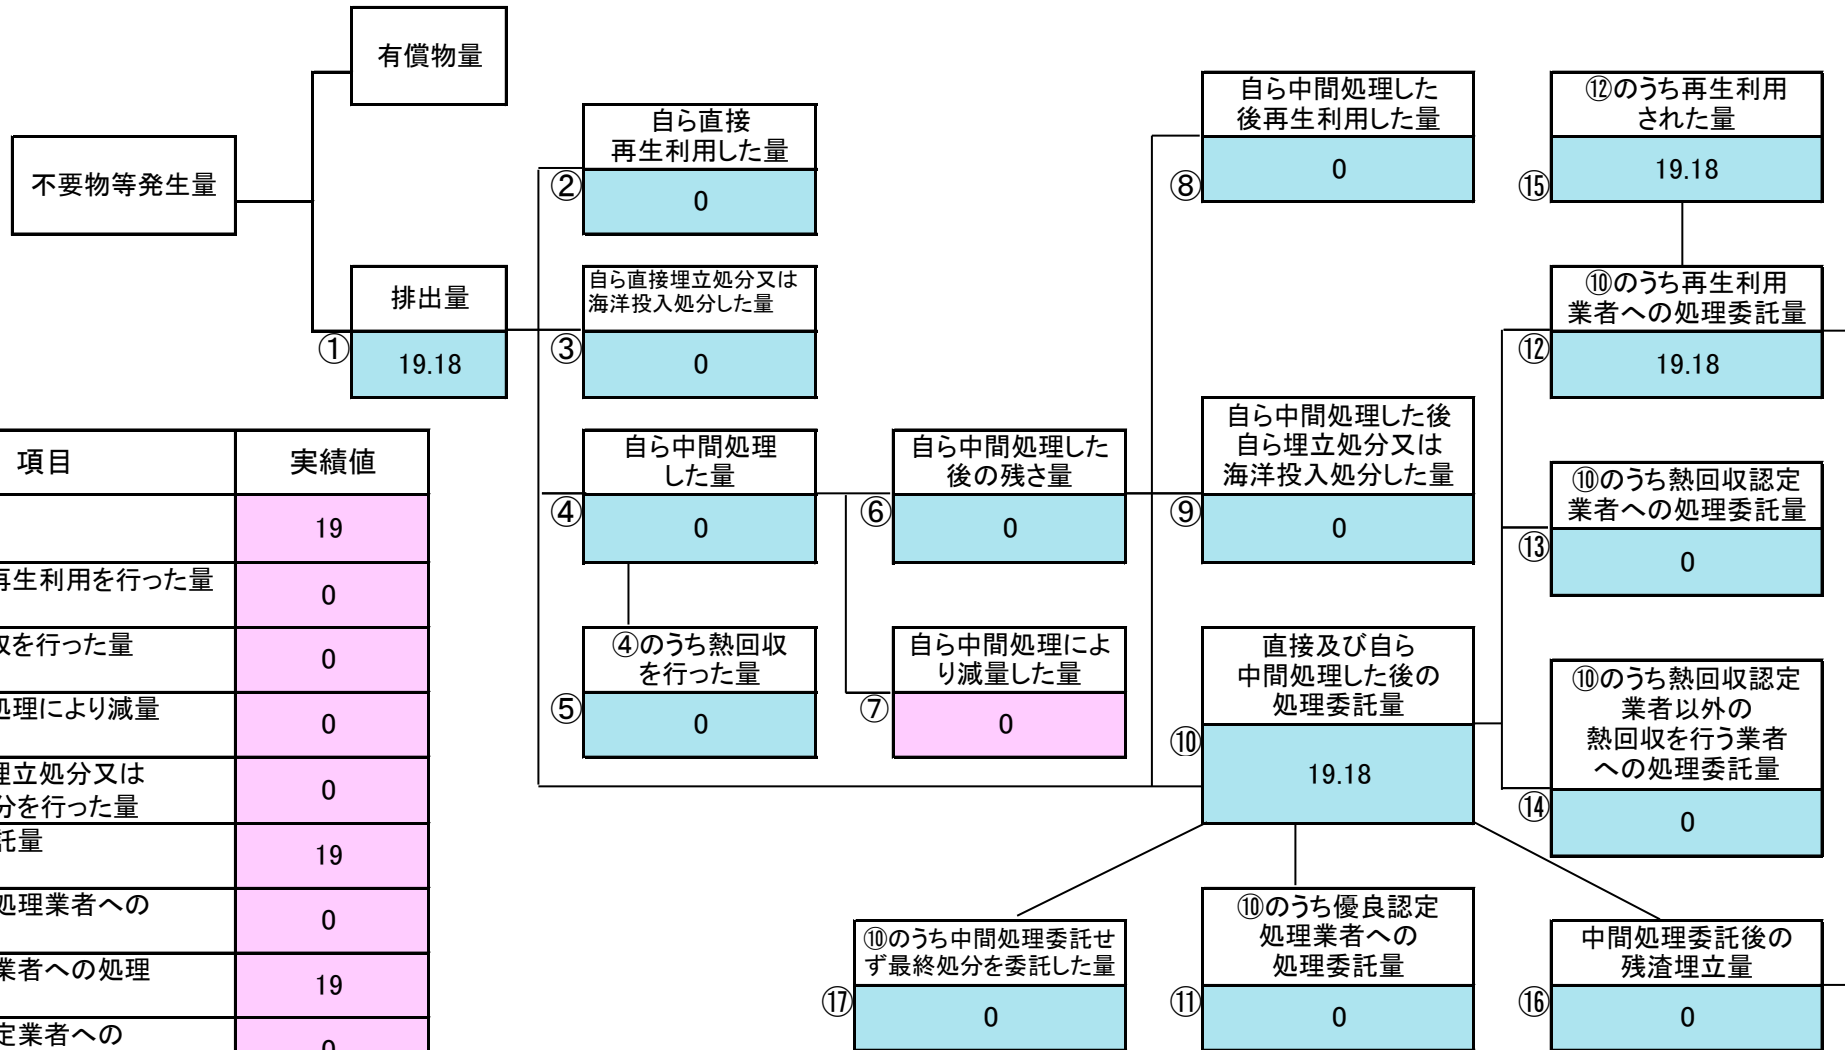 有償物量
不要物等発生量
排出量
①
19.18
自ら直接
再生利用した量
②
0
自ら直接埋立処分又は
海洋投入処分した量
③
0
自ら中間処理
した量
④
0
④のうち熱回収
を行った量
⑤
0
自ら中間処理した
後の残さ量
⑥
0
自ら中間処理によ
り減量した量
⑦
0
自ら中間処理した
後再生利用した量
⑧
0
自ら中間処理した後
自ら埋立処分又は
海洋投入処分した量
⑨
0
直接及び自ら
中間処理した後の
処理委託量
⑩
19.18
⑩のうち優良認定
処理業者への
処理委託量
⑪
0
⑩のうち中間処理委託せ
ず最終処分を委託した量
⑰
0
⑫のうち再生利用
された量
⑮
19.18
⑩のうち再生利用
業者への処理委託量
⑫
19.18
⑩のうち熱回収認定
業者への処理委託量
⑬
0
⑩のうち熱回収認定
業者以外の
熱回収を行う業者
への処理委託量
⑭
0
中間処理委託後の
残渣埋立量
⑯
0
項目 実績値
19
再生利用を行った量 0
を行った量 0
処理により減量 0
埋立処分又は
分を行った量 0
託量 19
処理業者への 0
業者への処理 19
定業者への 0